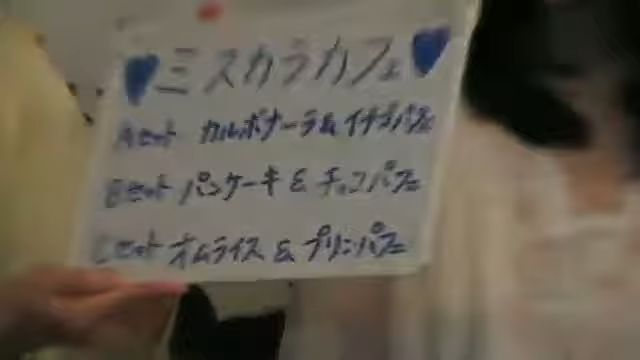 💙ミスカラカフェ💙
Aセット カルボナーラ&イチゴパフェ
Bセット パンケーキ&チョコパフェ
Cセット オムライス&プリンパフェ